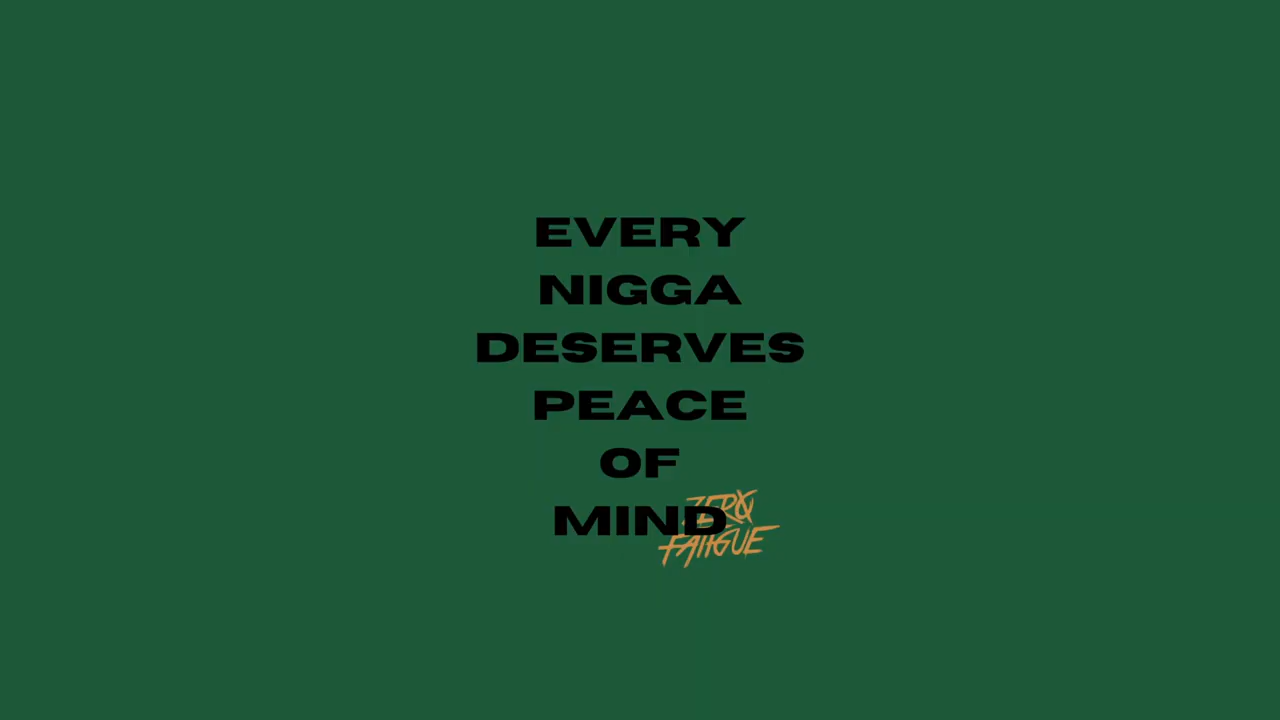 EVERY
NIGGA
DESERVES
PEACE
OF
MIND
ZERO
FATIGUE